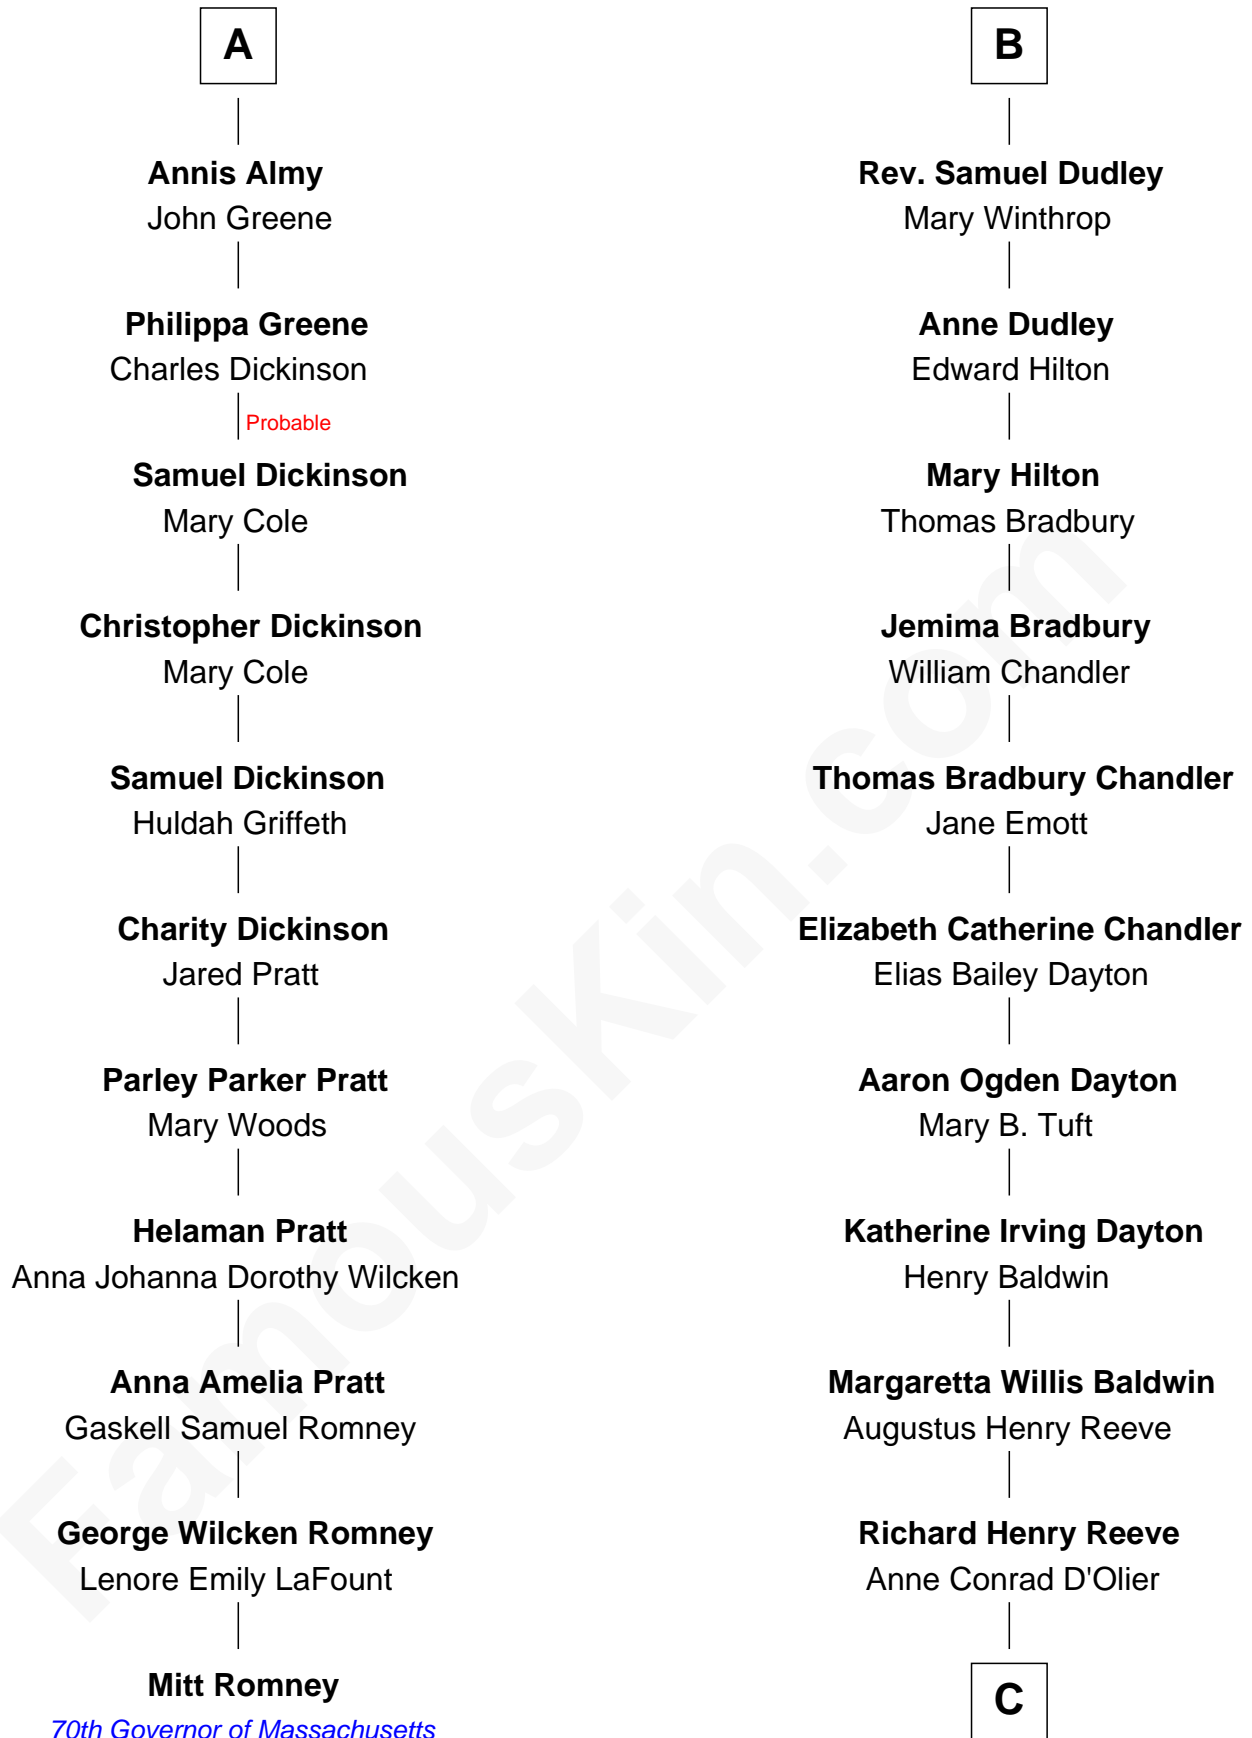 A
Annis Almy
John Greene
Philippa Greene
Charles Dickinson
Probable
Samuel Dickinson
Mary Cole
Christopher Dickinson
Mary Cole
Samuel Dickinson
Huldah Griffeth
Charity Dickinson
Jared Pratt
Parley Parker Pratt
Mary Woods
Helaman Pratt
Anna Johanna Dorothy Wilcken
Anna Amelia Pratt
Gaskell Samuel Romney
George Wilcken Romney
Lenore Emily LaFount
Mitt Romney
70th Governor of Massachusetts
B
Rev. Samuel Dudley
Mary Winthrop
Anne Dudley
Edward Hilton
Mary Hilton
Thomas Bradbury
Jemima Bradbury
William Chandler
Thomas Bradbury Chandler
Jane Emott
Elizabeth Catherine Chandler
Elias Bailey Dayton
Aaron Ogden Dayton
Mary B. Tuft
Katherine Irving Dayton
Henry Baldwin
Margaretta Willis Baldwin
Augustus Henry Reeve
Richard Henry Reeve
Anne Conrad D'Olier
C
FamousKin.com